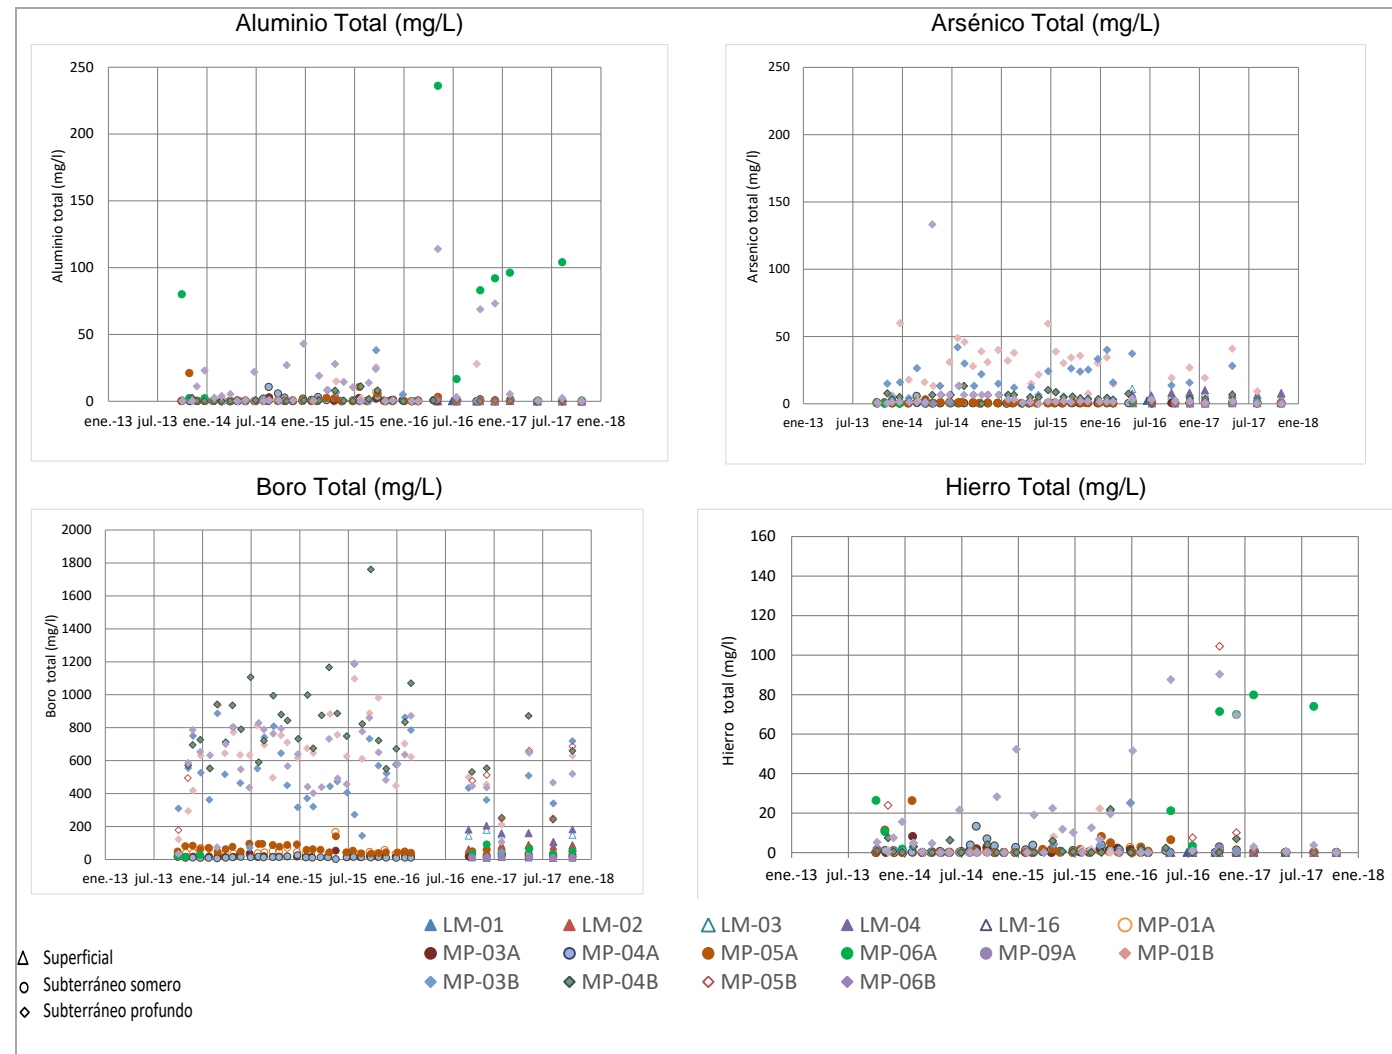 Aluminio Total (mg/L)
Arsénico Total (mg/L)
250
200
150
100
50
0
Aluminio total (mg/l)
ene.-13 jul.-13 ene.-14 jul.-14 ene.-15 jul.-15 ene.-16 jul.-16 ene.-17 jul.-17 ene.-18
250
200
150
100
50
0
Arsenico total (mg/l)
ene-13 jul-13 ene-14 jul-14 ene-15 jul-15 ene-16 jul-16 ene-17 jul-17 ene-18
Boro Total (mg/L)
Hierro Total (mg/L)
2000
1800
1600
1400
1200
1000
800
600
400
200
0
Boro total (mg/l)
ene.-13 jul.-13 ene.-14 jul.-14 ene.-15 jul.-15 ene.-16 jul.-16 ene.-17 jul.-17 ene.-18
160
140
120
100
80
60
40
20
0
Hierro total (mg/l)
ene.-13 jul.-13 ene.-14 jul.-14 ene.-15 jul.-15 ene.-16 jul.-16 ene.-17 jul.-17 ene.-18
LM-01 LM-02 LM-03 LM-04 LM-16 MP-01A
MP-03A MP-04A MP-05A MP-06A MP-09A MP-01B
MP-03B MP-04B MP-05B MP-06B
Superficial
Subterráneo somero
Subterráneo profundo